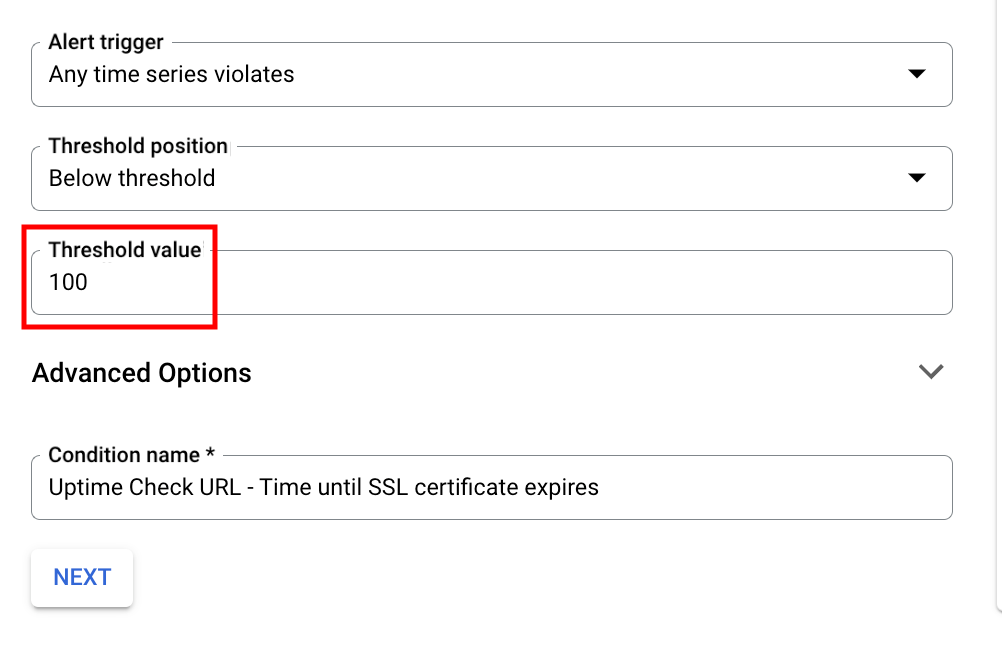 Alert trigger
Any time series violates
Threshold position
Below threshold
Threshold value
100
Advanced Options
Condition name *
Uptime Check URL - Time until SSL certificate expires
NEXT